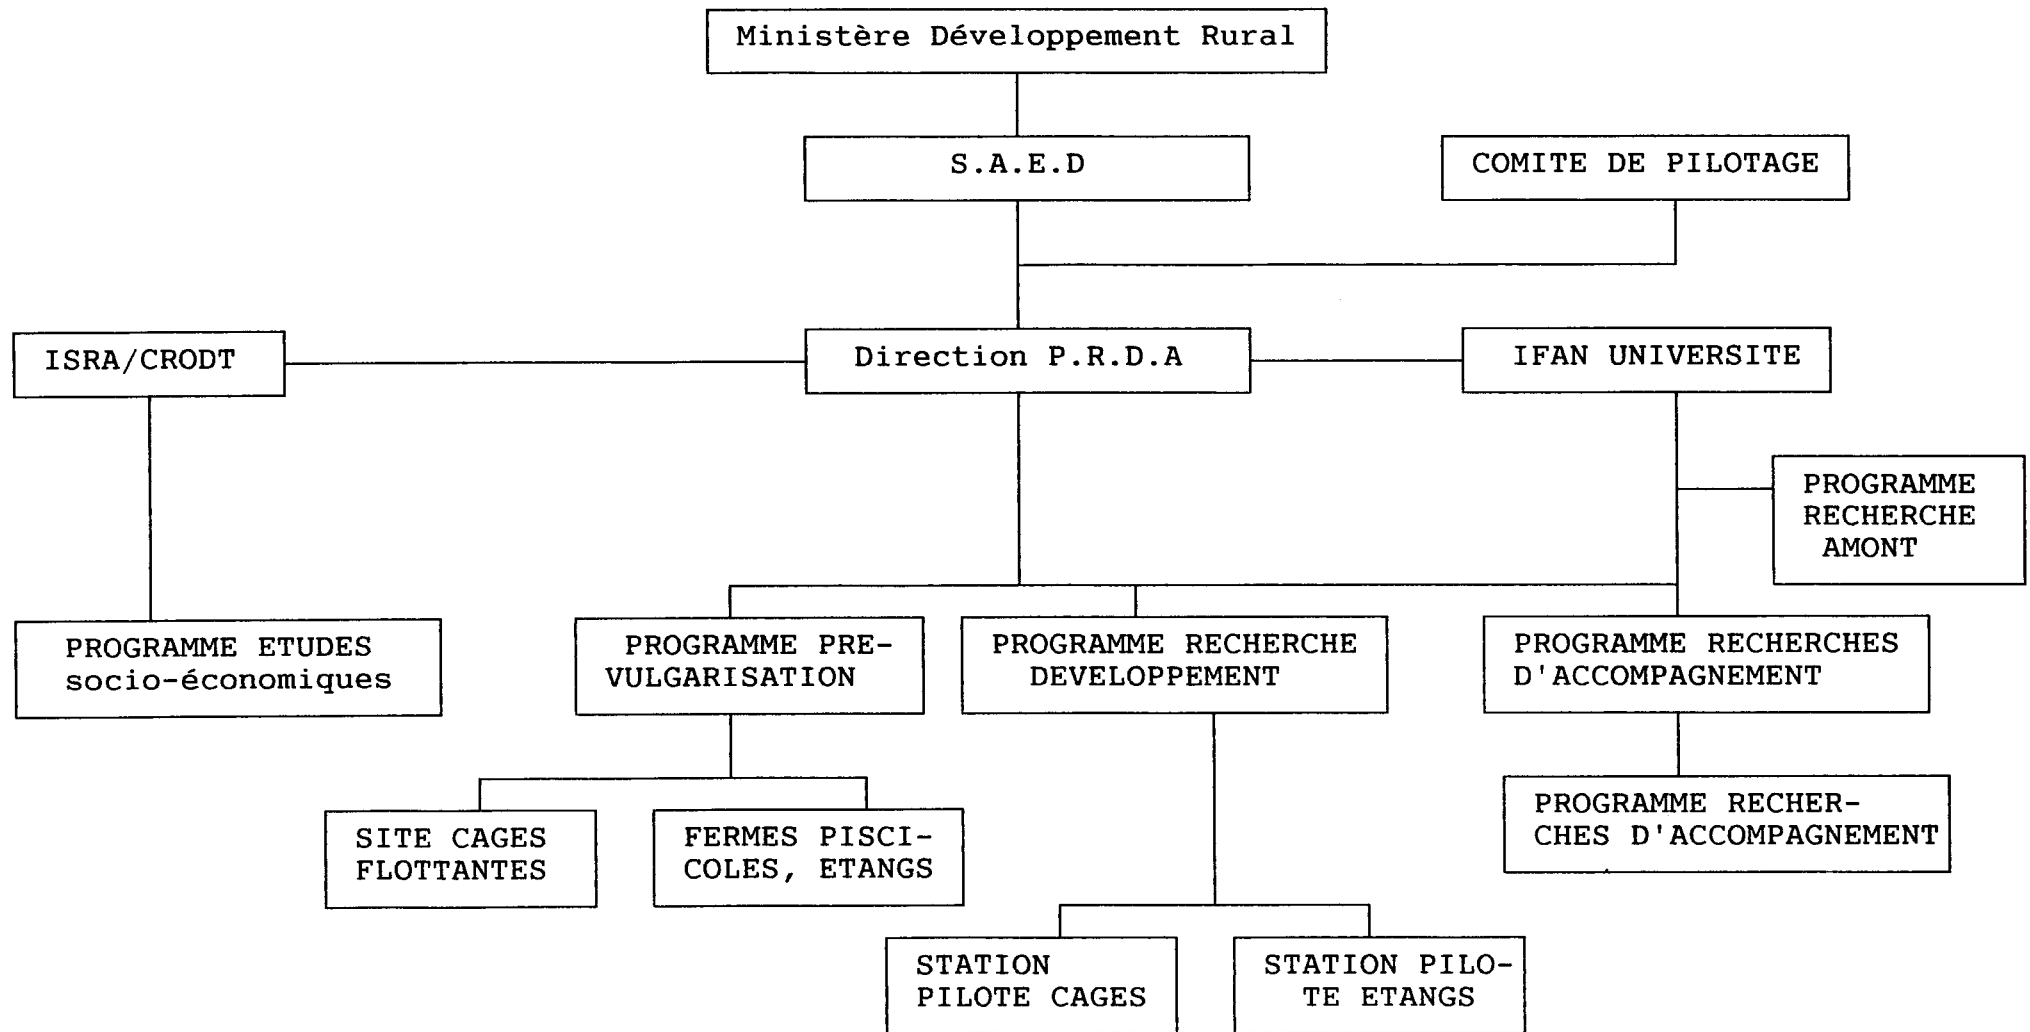 Ministère Développement Rural
S.A.E.D
COMITE DE PILOTAGE
ISRA/CRODT
Direction P.R.D.A
IFAN UNIVERSITE
PROGRAMME
RECHERCHE
AMONT
PROGRAMME ETUDES
socio-économiques
PROGRAMME PRE-
VULGARISATION
PROGRAMME RECHERCHE
DEVELOPPEMENT
PROGRAMME RECHERCHES
D'ACCOMPAGNEMENT
SITE CAGES
FLOTTANTES
FERMES PISCI-
COLES, ETANGS
PROGRAMME RECHER-
CHES D'ACCOMPAGNEMENT
STATION
PILOTE CAGES
STATION PILO-
TE ETANGS